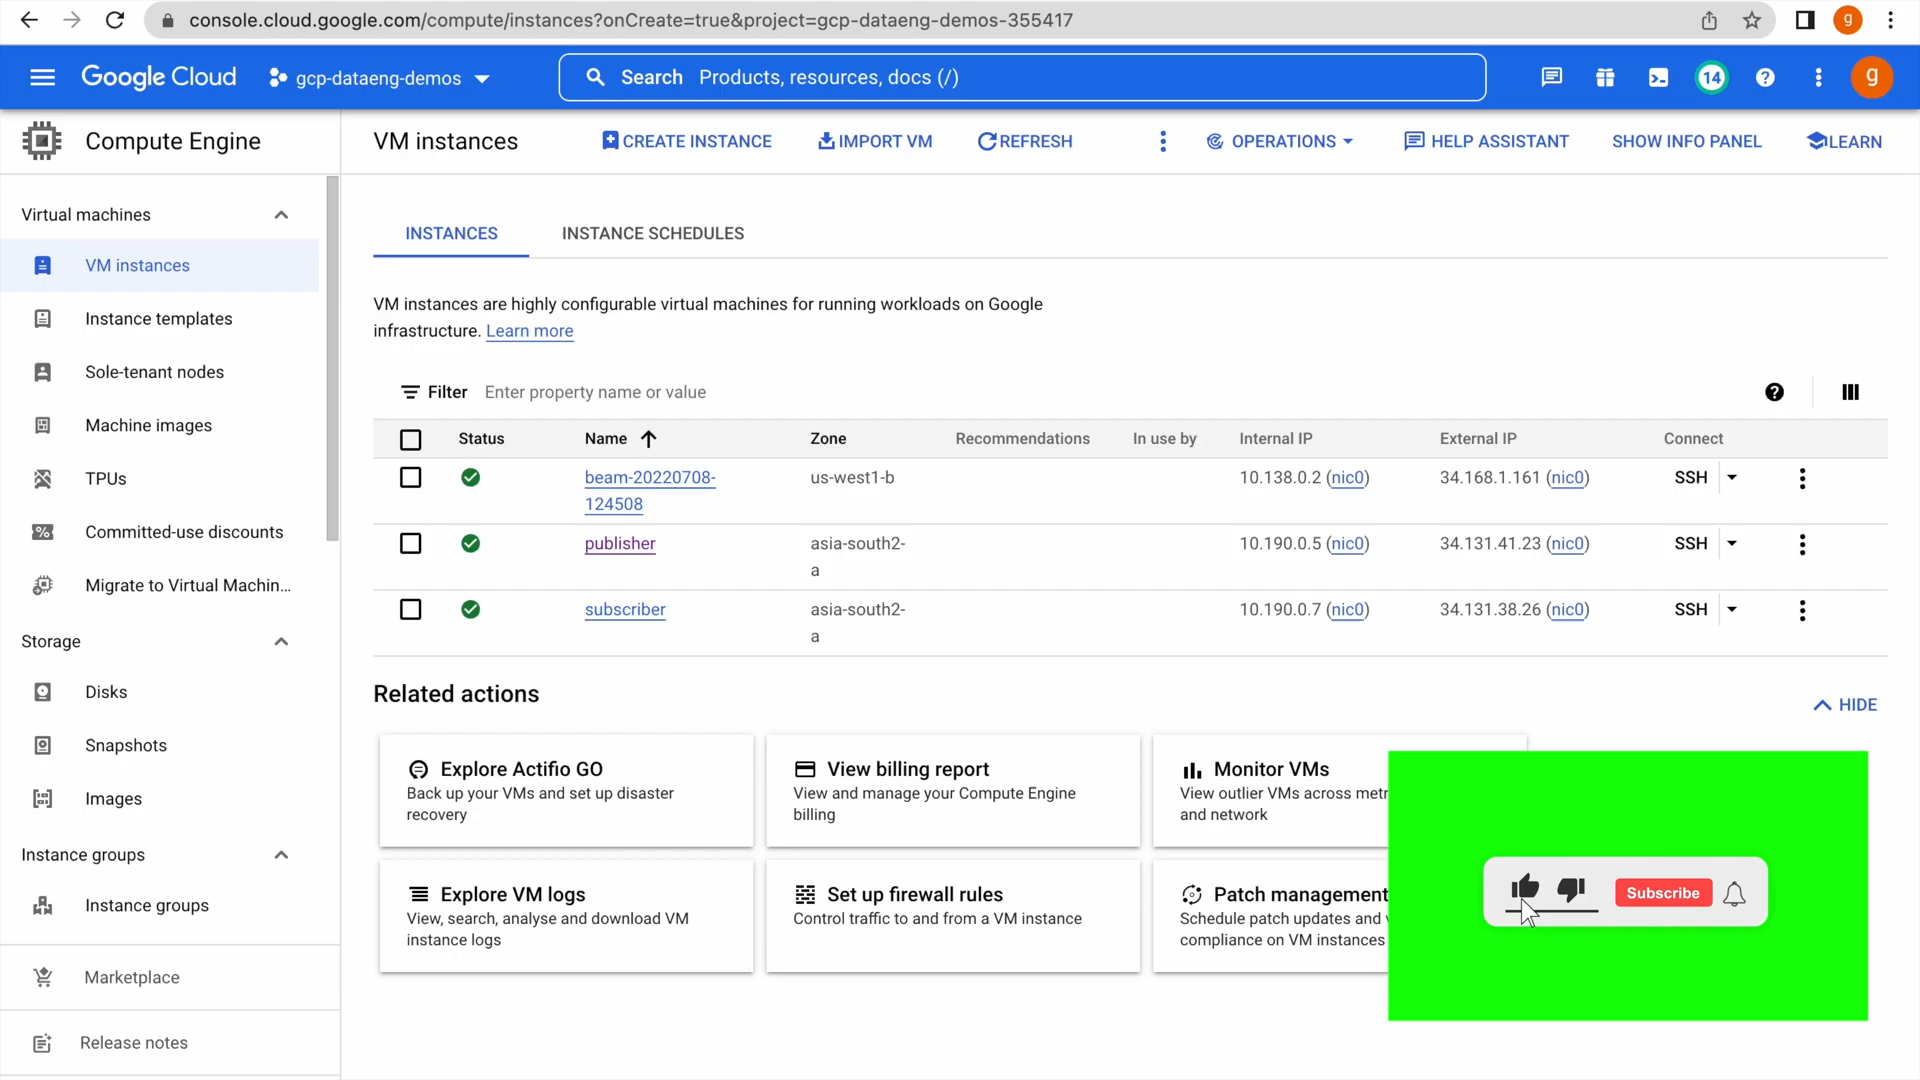 console.cloud.google.com/compute/instances?onCreate=true&project=gcp-dataeng-demos-355417
g
Google Cloud
gcp-dataeng-demos
Search Products, resources, docs (/)
14
g
Compute Engine
VM instances
CREATE INSTANCE
IMPORT VM
REFRESH
OPERATIONS
HELP ASSISTANT
SHOW INFO PANEL
LEARN
Virtual machines
VM instances
Instance templates
Sole-tenant nodes
Machine images
TPUs
Committed-use discounts
Migrate to Virtual Machin...
Storage
Disks
Snapshots
Images
Instance groups
Instance groups
Marketplace
Release notes
INSTANCES
INSTANCE SCHEDULES
VM instances are highly configurable virtual machines for running workloads on Google
infrastructure. Learn more
Filter Enter property name or value
Status Name Zone Recommendations In use by Internal IP External IP Connect
beam-20220708- us-west1-b 10.138.0.2 (nic0) 34.168.1.161 (nic0) SSH
124508
publisher asia-south2- 10.190.0.5 (nic0) 34.131.41.23 (nic0) SSH
a
subscriber asia-south2- 10.190.0.7 (nic0) 34.131.38.26 (nic0) SSH
a
Related actions
HIDE
Explore Actifio GO
Back up your VMs and set up disaster
recovery
View billing report
View and manage your Compute Engine
billing
Monitor VMs
View outlier VMs across metr
and network
Explore VM logs
View, search, analyse and download VM
instance logs
Set up firewall rules
Control traffic to and from a VM instance
Patch management
Schedule patch updates and v
compliance on VM instances
Subscribe